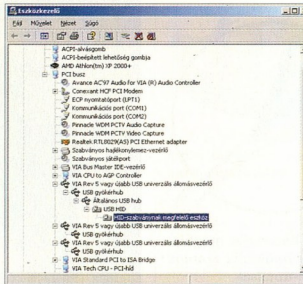 Eszközkezelő
Fájl Művelet Nézet Súgó
ACPI-alvásgomb
ACPI-beépített lehetőség gombja
AMD Athlon(tm) XP 2000+
PCI busz
Avance AC'97 Audio for VIA (R) Audio Controller
Conexant HCF PCI Modem
ECP nyomtatóport (LPT1)
Kommunikációs port (COM1)
Kommunikációs port (COM2)
Pinnacle WDM PCTV Audio Capture
Pinnacle WDM PCTV Video Capture
Realtek RTL8029(AS) PCI Ethernet adapter
Szabványos hajlékonylemez-vezérlő
Szabványos játékport
VIA Bus Master IDE-vezérlő
VIA CPU to AGP Controller
VIA Rev 5 vagy újabb USB univerzális állomásvezérlő
USB gyökérhub
Általános USB hub
USB HID
HID-szabványnak megfelelő eszköz
VIA Rev 5 vagy újabb USB univerzális állomásvezérlő
USB gyökérhub
VIA Rev 5 vagy újabb USB univerzális állomásvezérlő
USB gyökérhub
VIA Standard PCI to ISA Bridge
VIA Tech CPU - PCI-híd